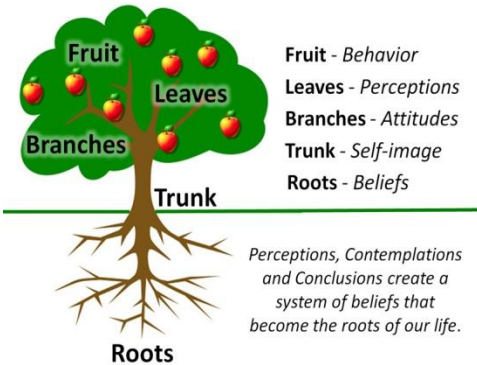 Fruit
Leaves
Branches
Trunk
Roots
Fruit - Behavior
Leaves - Perceptions
Branches - Attitudes
Trunk - Self-image
Roots - Beliefs
Perceptions, Contemplations
and Conclusions create a
system of beliefs that
become the roots of our life.